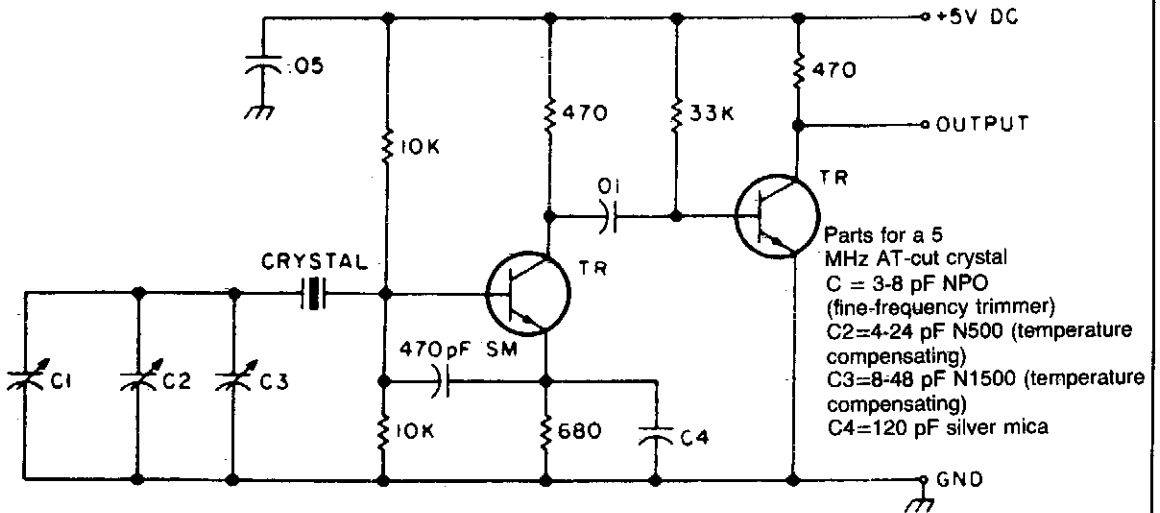 +5V DC
.05
470
33K
470
10K
OUTPUT
.01
TR
CRYSTAL
TR
Parts for a 5
MHz AT-cut crystal
C = 3-8 pF NPO
(fine-frequency trimmer)
C2=4-24 pF N500 (temperature
compensating)
C3=8-48 pF N1500 (temperature
compensating)
C4=120 pF silver mica
470pF SM
C1
C2
C3
10K
680
C4
GND